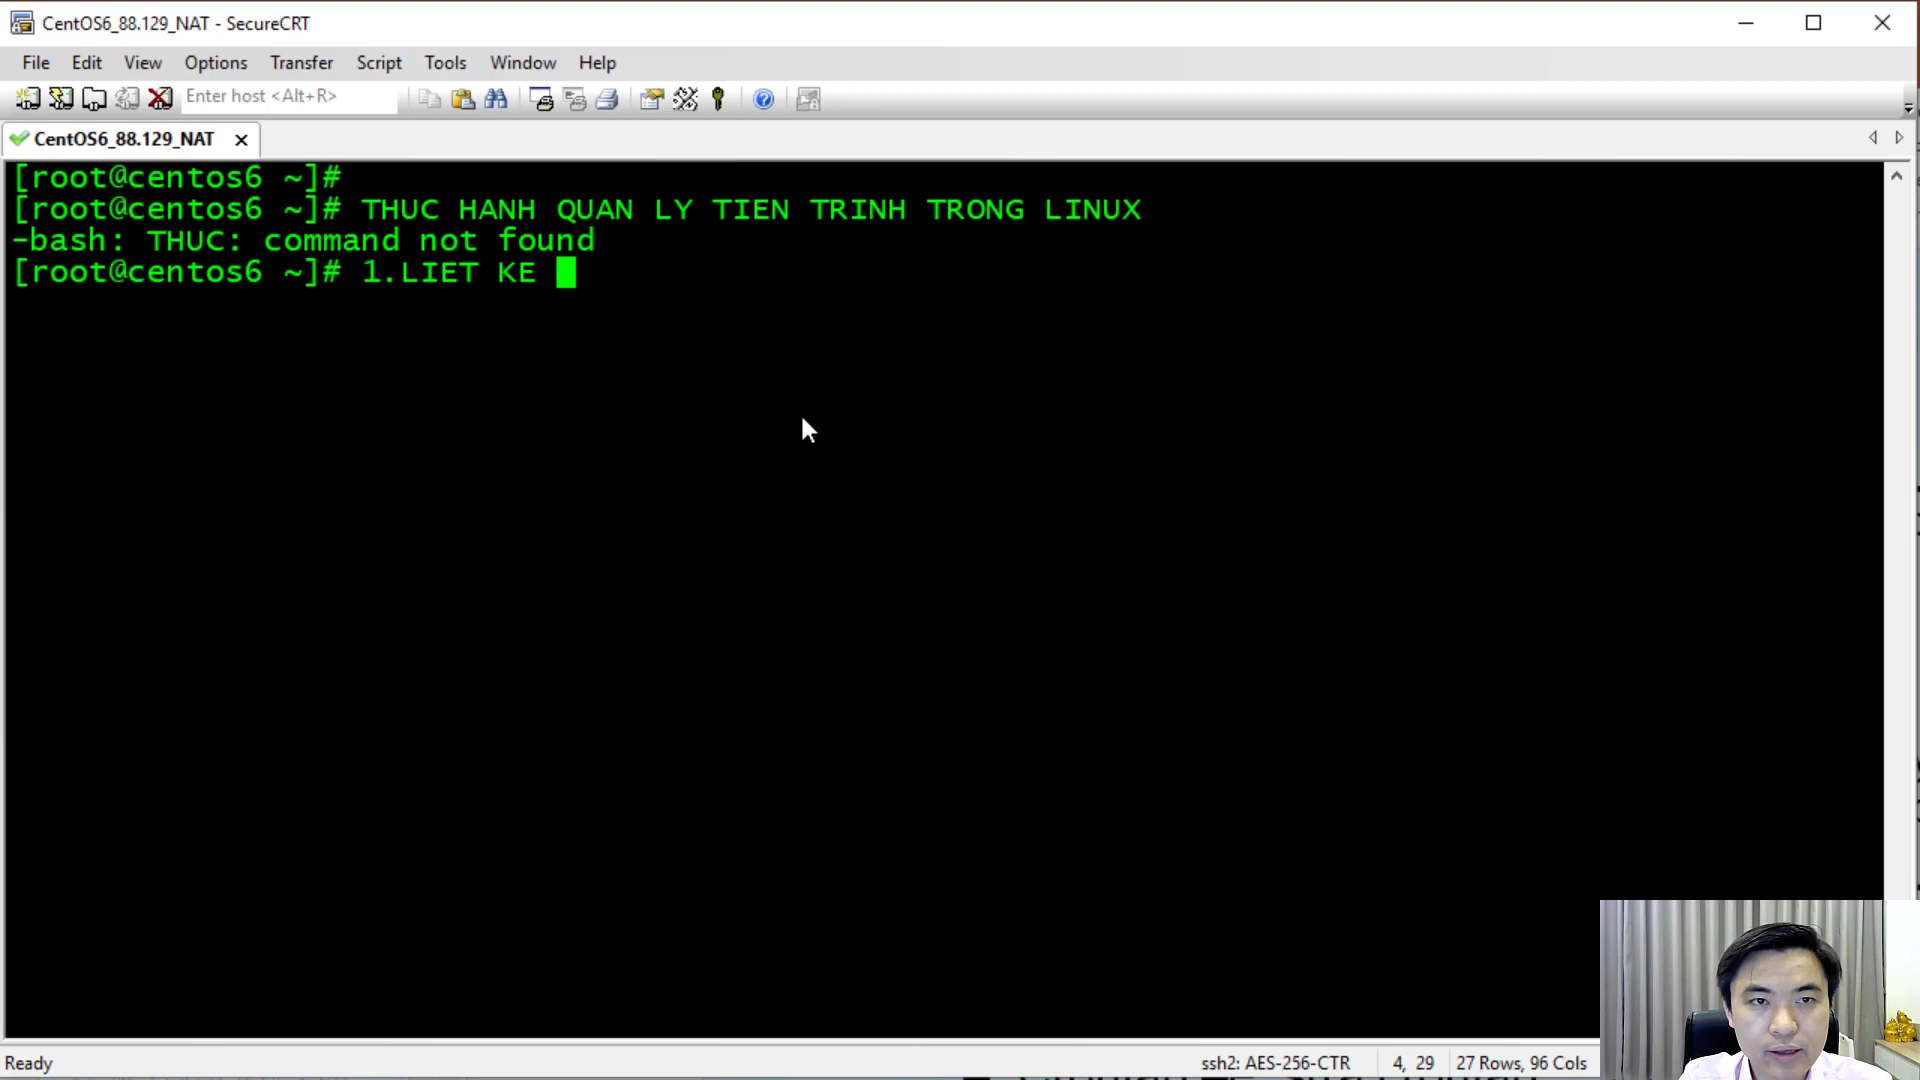 CentOS6_88.129_NAT - SecureCRT
File Edit View Options Transfer Script Tools Window Help
Enter host <Alt+R>
CentOS6_88.129_NAT
[root@centos6 ~]#
[root@centos6 ~]# THUC HANH QUAN LY TIEN TRINH TRONG LINUX
-bash: THUC: command not found
[root@centos6 ~]# 1.LIET KE
Ready ssh2: AES-256-CTR 4, 29 27 Rows, 96 Cols